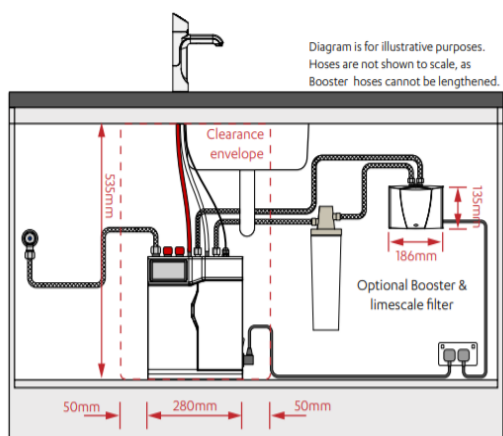 Diagram is for illustrative purposes.
Hoses are not shown to scale, as
Booster hoses cannot be lengthened.
Clearance
envelope
535mm
135mm
186mm
Optional Booster &
limescale filter
50mm
280mm
50mm